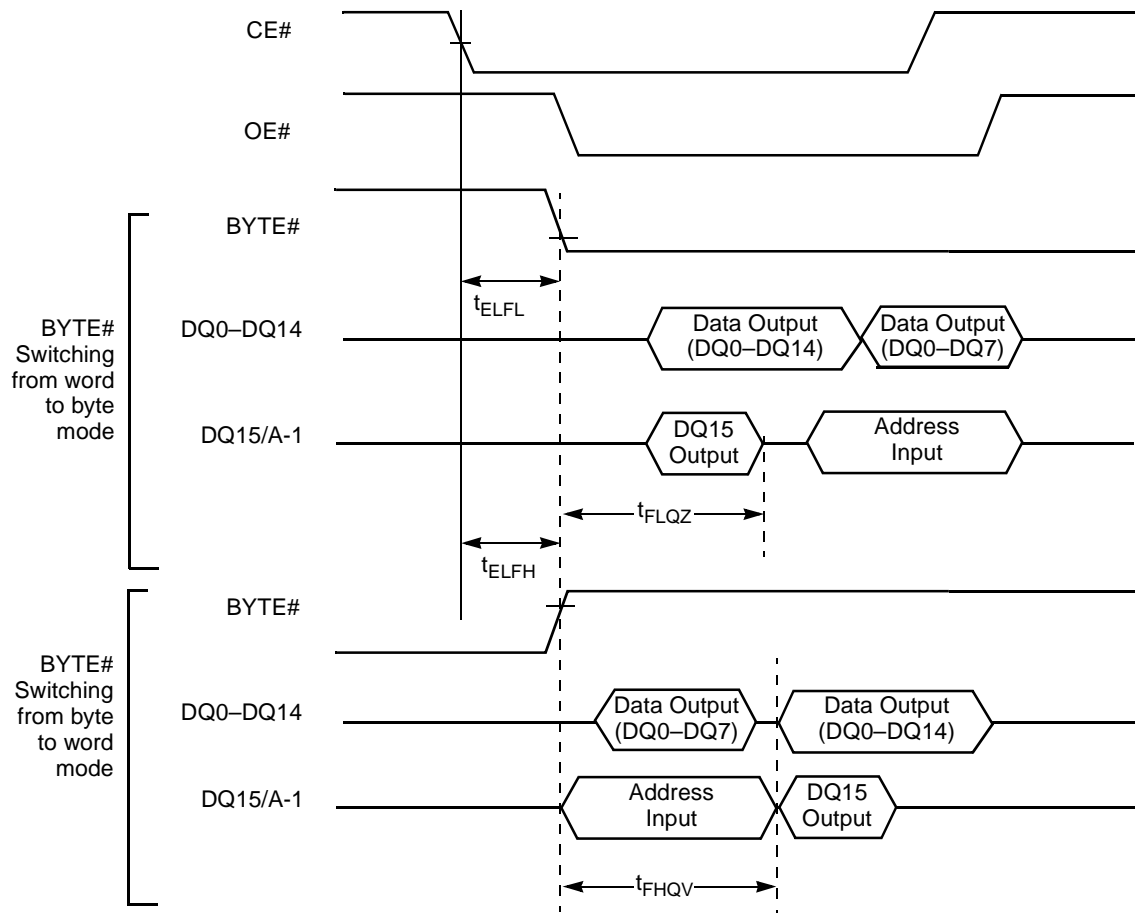 CE#
OE#
BYTE#
Switching
from word
to byte
mode
BYTE#
tELFL
DQ0–DQ14
Data Output
(DQ0–DQ14)
Data Output
(DQ0–DQ7)
DQ15/A-1
DQ15
Output
Address
Input
tFLQZ
tELFH
BYTE#
Switching
from byte
to word
mode
BYTE#
DQ0–DQ14
Data Output
(DQ0–DQ7)
Data Output
(DQ0–DQ14)
DQ15/A-1
Address
Input
DQ15
Output
tFHQV